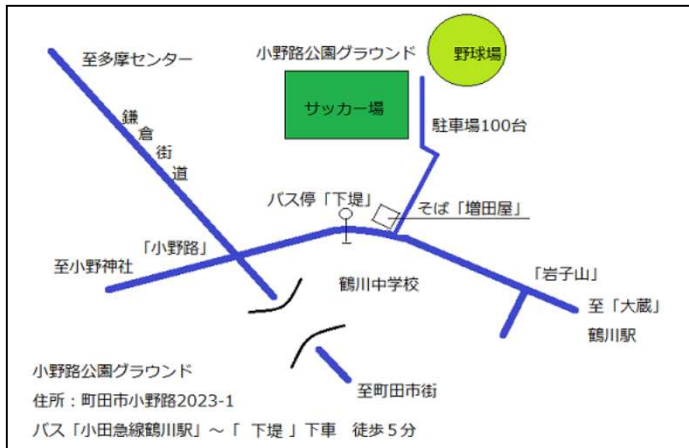 小野路公園グラウンド
野球場
至多摩センター
サッカー場
駐車場100台
鎌倉街道
バス停「下堤」
そば「増田屋」
「小野路」
至小野神社
鶴川中学校
「岩子山」
至「大蔵」
鶴川駅
至町田市街
小野路公園グラウンド
住所：町田市小野路2023-1
バス「小田急線鶴川駅」～「 下堤 」下車　徒歩５分